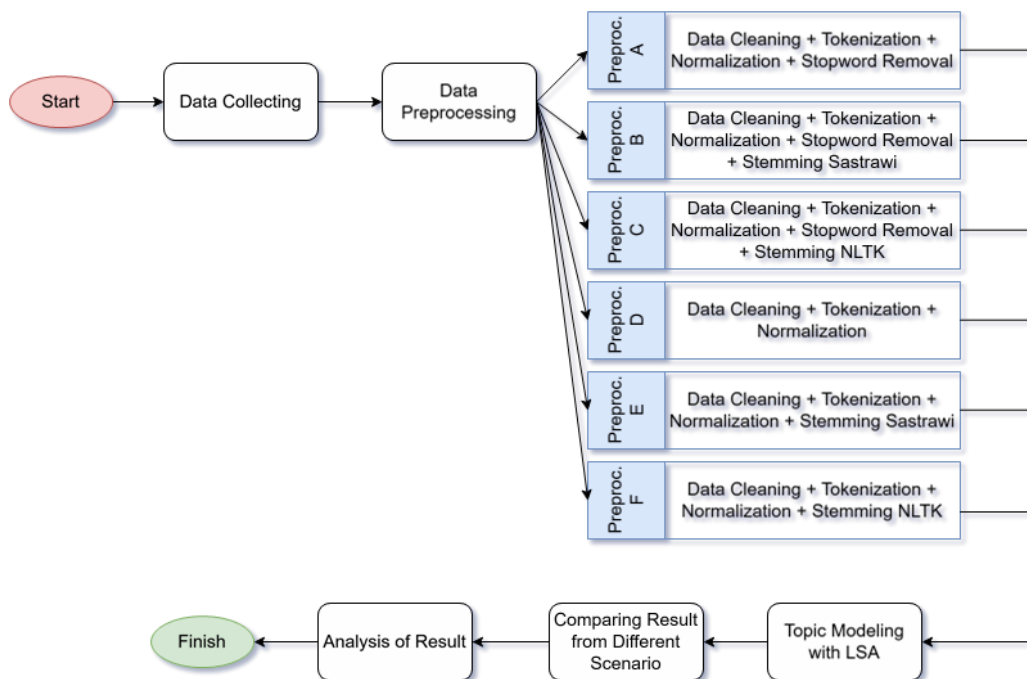 Start
Data Collecting
Data
Preprocessing
Preproc.
A
Data Cleaning + Tokenization +
Normalization + Stopword Removal
Preproc.
B
Data Cleaning + Tokenization +
Normalization + Stopword Removal
+ Stemming Sastrawi
Preproc.
C
Data Cleaning + Tokenization +
Normalization + Stopword Removal
+ Stemming NLTK
Preproc.
D
Data Cleaning + Tokenization +
Normalization
Preproc.
E
Data Cleaning + Tokenization +
Normalization + Stemming Sastrawi
Preproc.
F
Data Cleaning + Tokenization +
Normalization + Stemming NLTK
Topic Modeling
with LSA
Comparing Result
from Different
Scenario
Analysis of Result
Finish